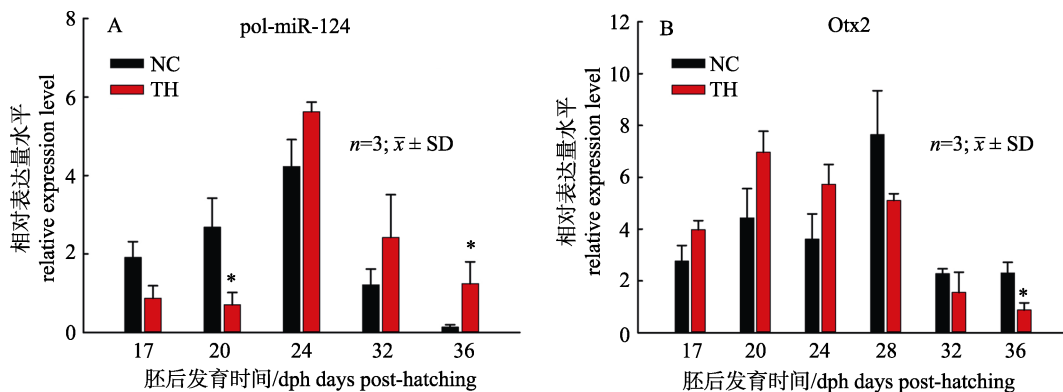 A
pol-miR-124
NC
TH
n=3; x̄ ± SD
相对表达量水平
relative expression level
8
6
4
2
0
*
*
17 20 24 32 36
胚后发育时间/dph days post-hatching
B
Otx2
NC
TH
n=3; x̄ ± SD
相对表达量水平
relative expression level
12
10
8
6
4
2
0
*
17 20 24 28 32 36
胚后发育时间/dph days post-hatching